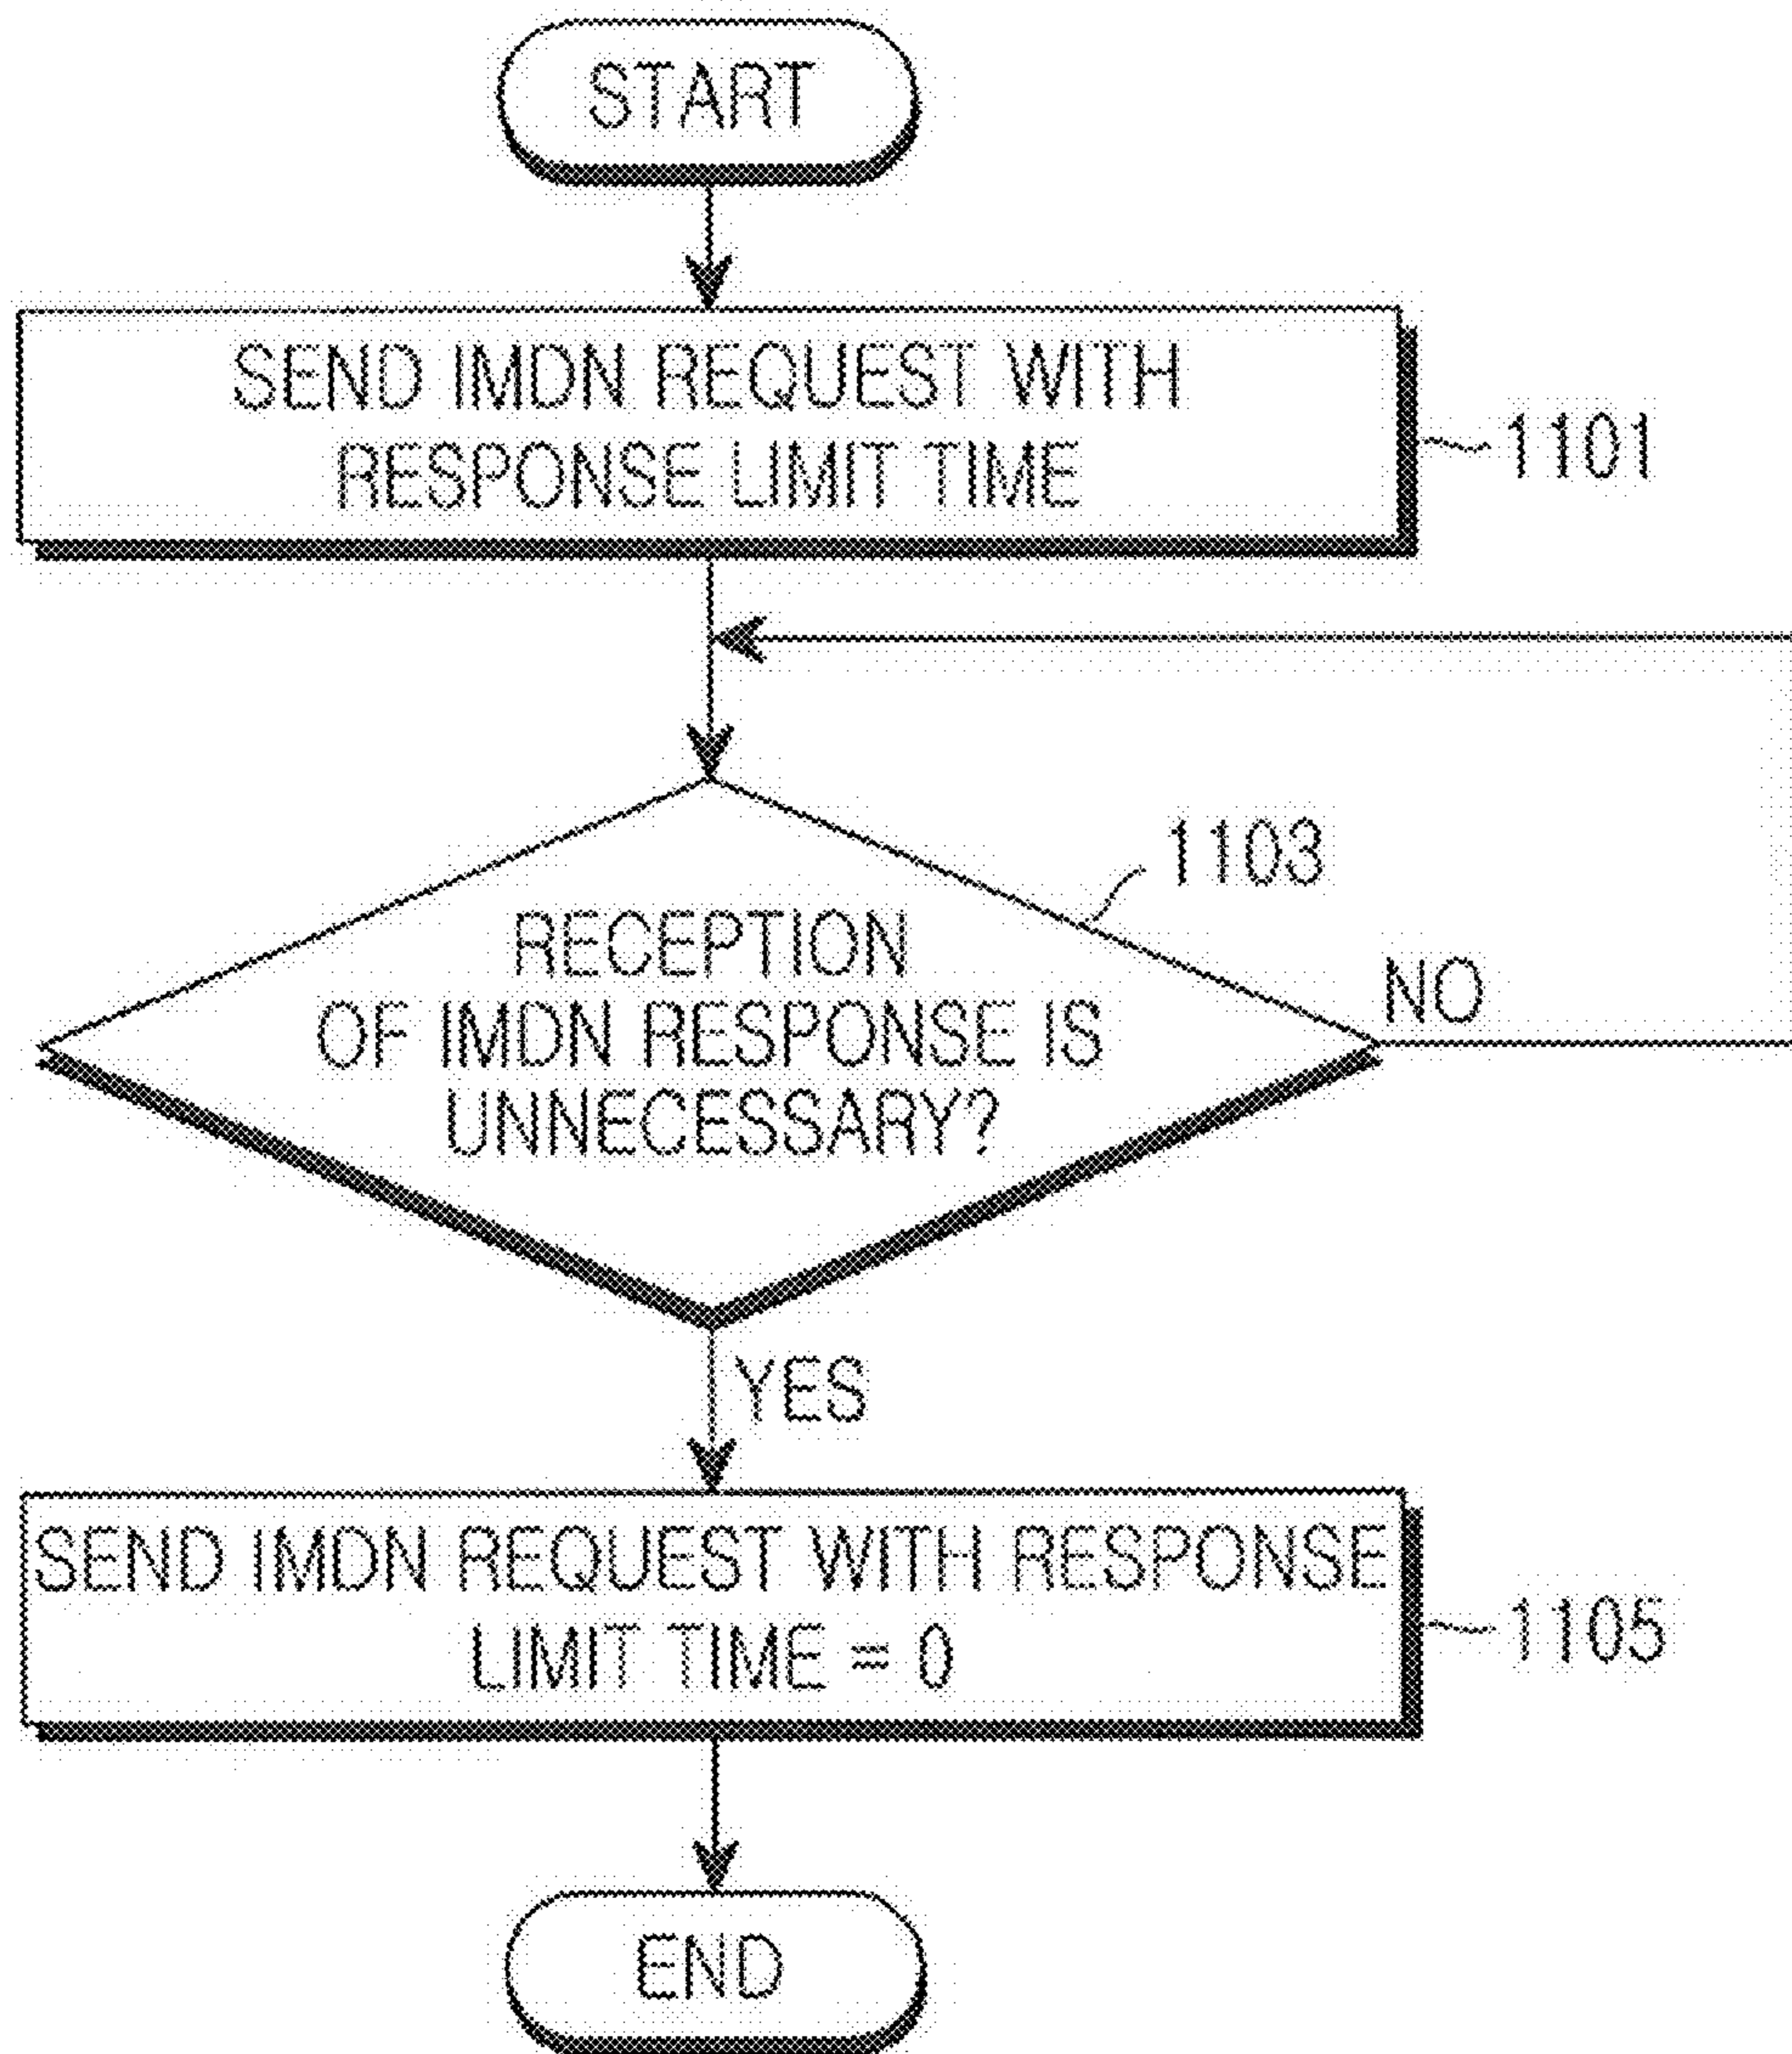 START
SEND IMDN REQUEST WITH
RESPONSE LIMIT TIME
1101
1103
RECEPTION
OF IMDN RESPONSE IS
UNNECESSARY?
NO
YES
SEND IMDN REQUEST WITH RESPONSE
LIMIT TIME = 0
1105
END